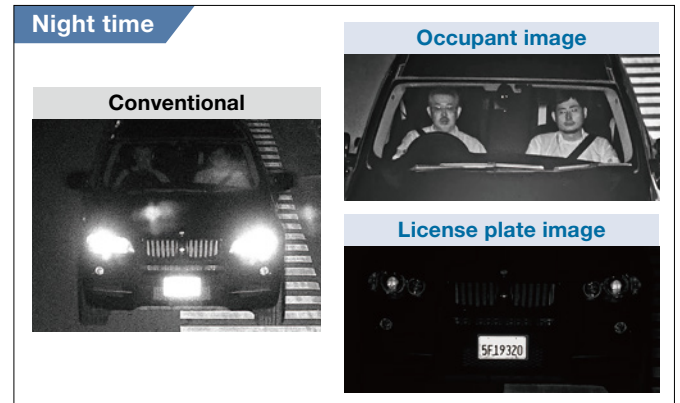 Night time
Conventional
Occupant image
License plate image
5F19320